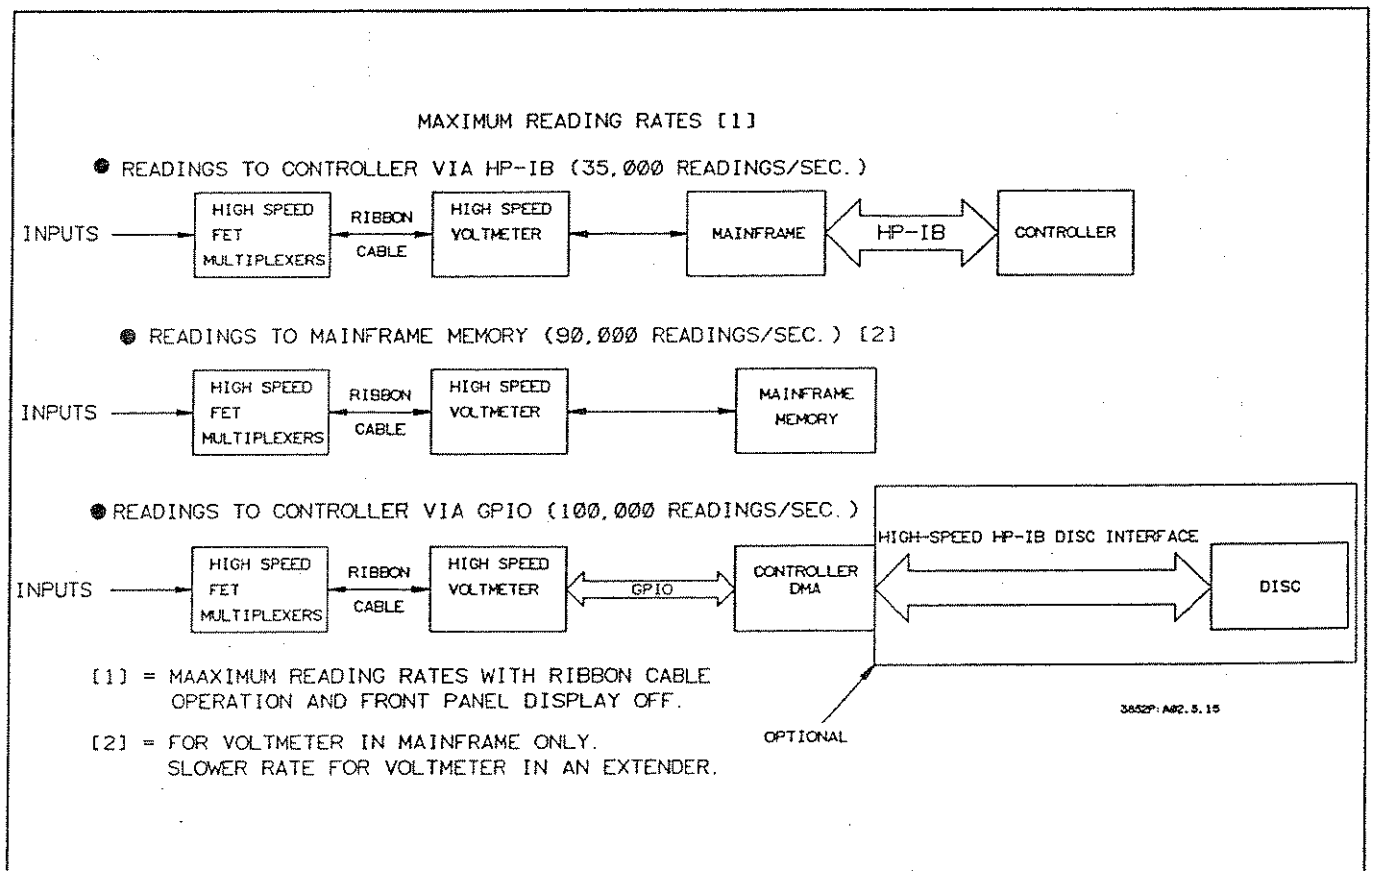 MAXIMUM READING RATES [1]
● READINGS TO CONTROLLER VIA HP-IB (35,000 READINGS/SEC.)
INPUTS
HIGH SPEED
FET
MULTIPLEXERS
RIBBON
CABLE
HIGH SPEED
VOLTMETER
MAINFRAME
HP-IB
CONTROLLER
● READINGS TO MAINFRAME MEMORY (90,000 READINGS/SEC.) [2]
INPUTS
HIGH SPEED
FET
MULTIPLEXERS
RIBBON
CABLE
HIGH SPEED
VOLTMETER
MAINFRAME
MEMORY
● READINGS TO CONTROLLER VIA GPIO (100,000 READINGS/SEC.)
INPUTS
HIGH SPEED
FET
MULTIPLEXERS
RIBBON
CABLE
HIGH SPEED
VOLTMETER
GPIO
CONTROLLER
DMA
HIGH-SPEED HP-IB DISC INTERFACE
DISC
OPTIONAL
[1] = MAAXIMUM READING RATES WITH RIBBON CABLE
OPERATION AND FRONT PANEL DISPLAY OFF.
[2] = FOR VOLTMETER IN MAINFRAME ONLY.
SLOWER RATE FOR VOLTMETER IN AN EXTENDER.
3852P:A02.5.15